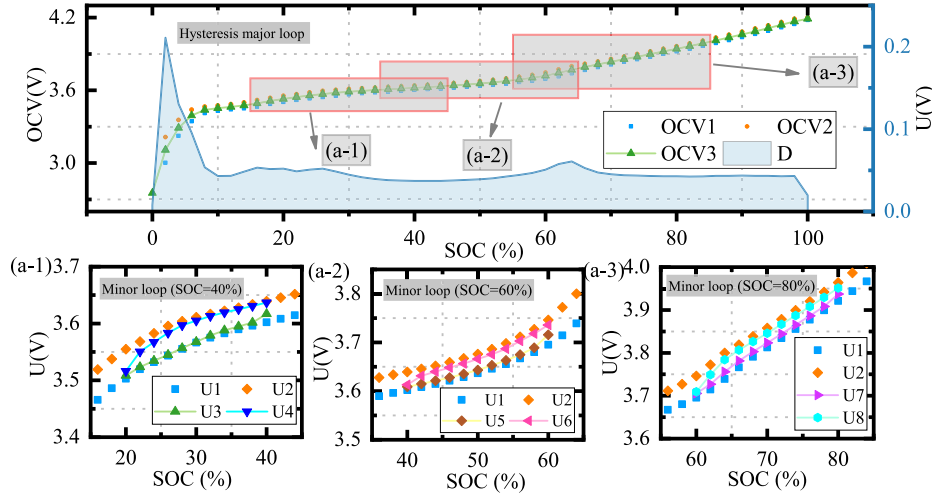 Hysteresis major loop
OCV(V)
4.2
3.6
3.0
(a-1)
(a-2)
(a-3)
OCV1
OCV2
OCV3
D
0.2
0.1
0.0
U(V)
0
20
40
60
80
100
SOC (%)
(a-1)
3.7
3.6
3.5
3.4
U(V)
Minor loop (SOC=40%)
U1
U2
U3
U4
20
30
40
SOC (%)
(a-2)
3.8
3.7
3.6
3.5
U(V)
Minor loop (SOC=60%)
U1
U2
U5
U6
40
50
60
SOC (%)
(a-3)
4.0
3.9
3.8
3.7
3.6
U(V)
Minor loop (SOC=80%)
U1
U2
U7
U8
60
70
80
SOC (%)